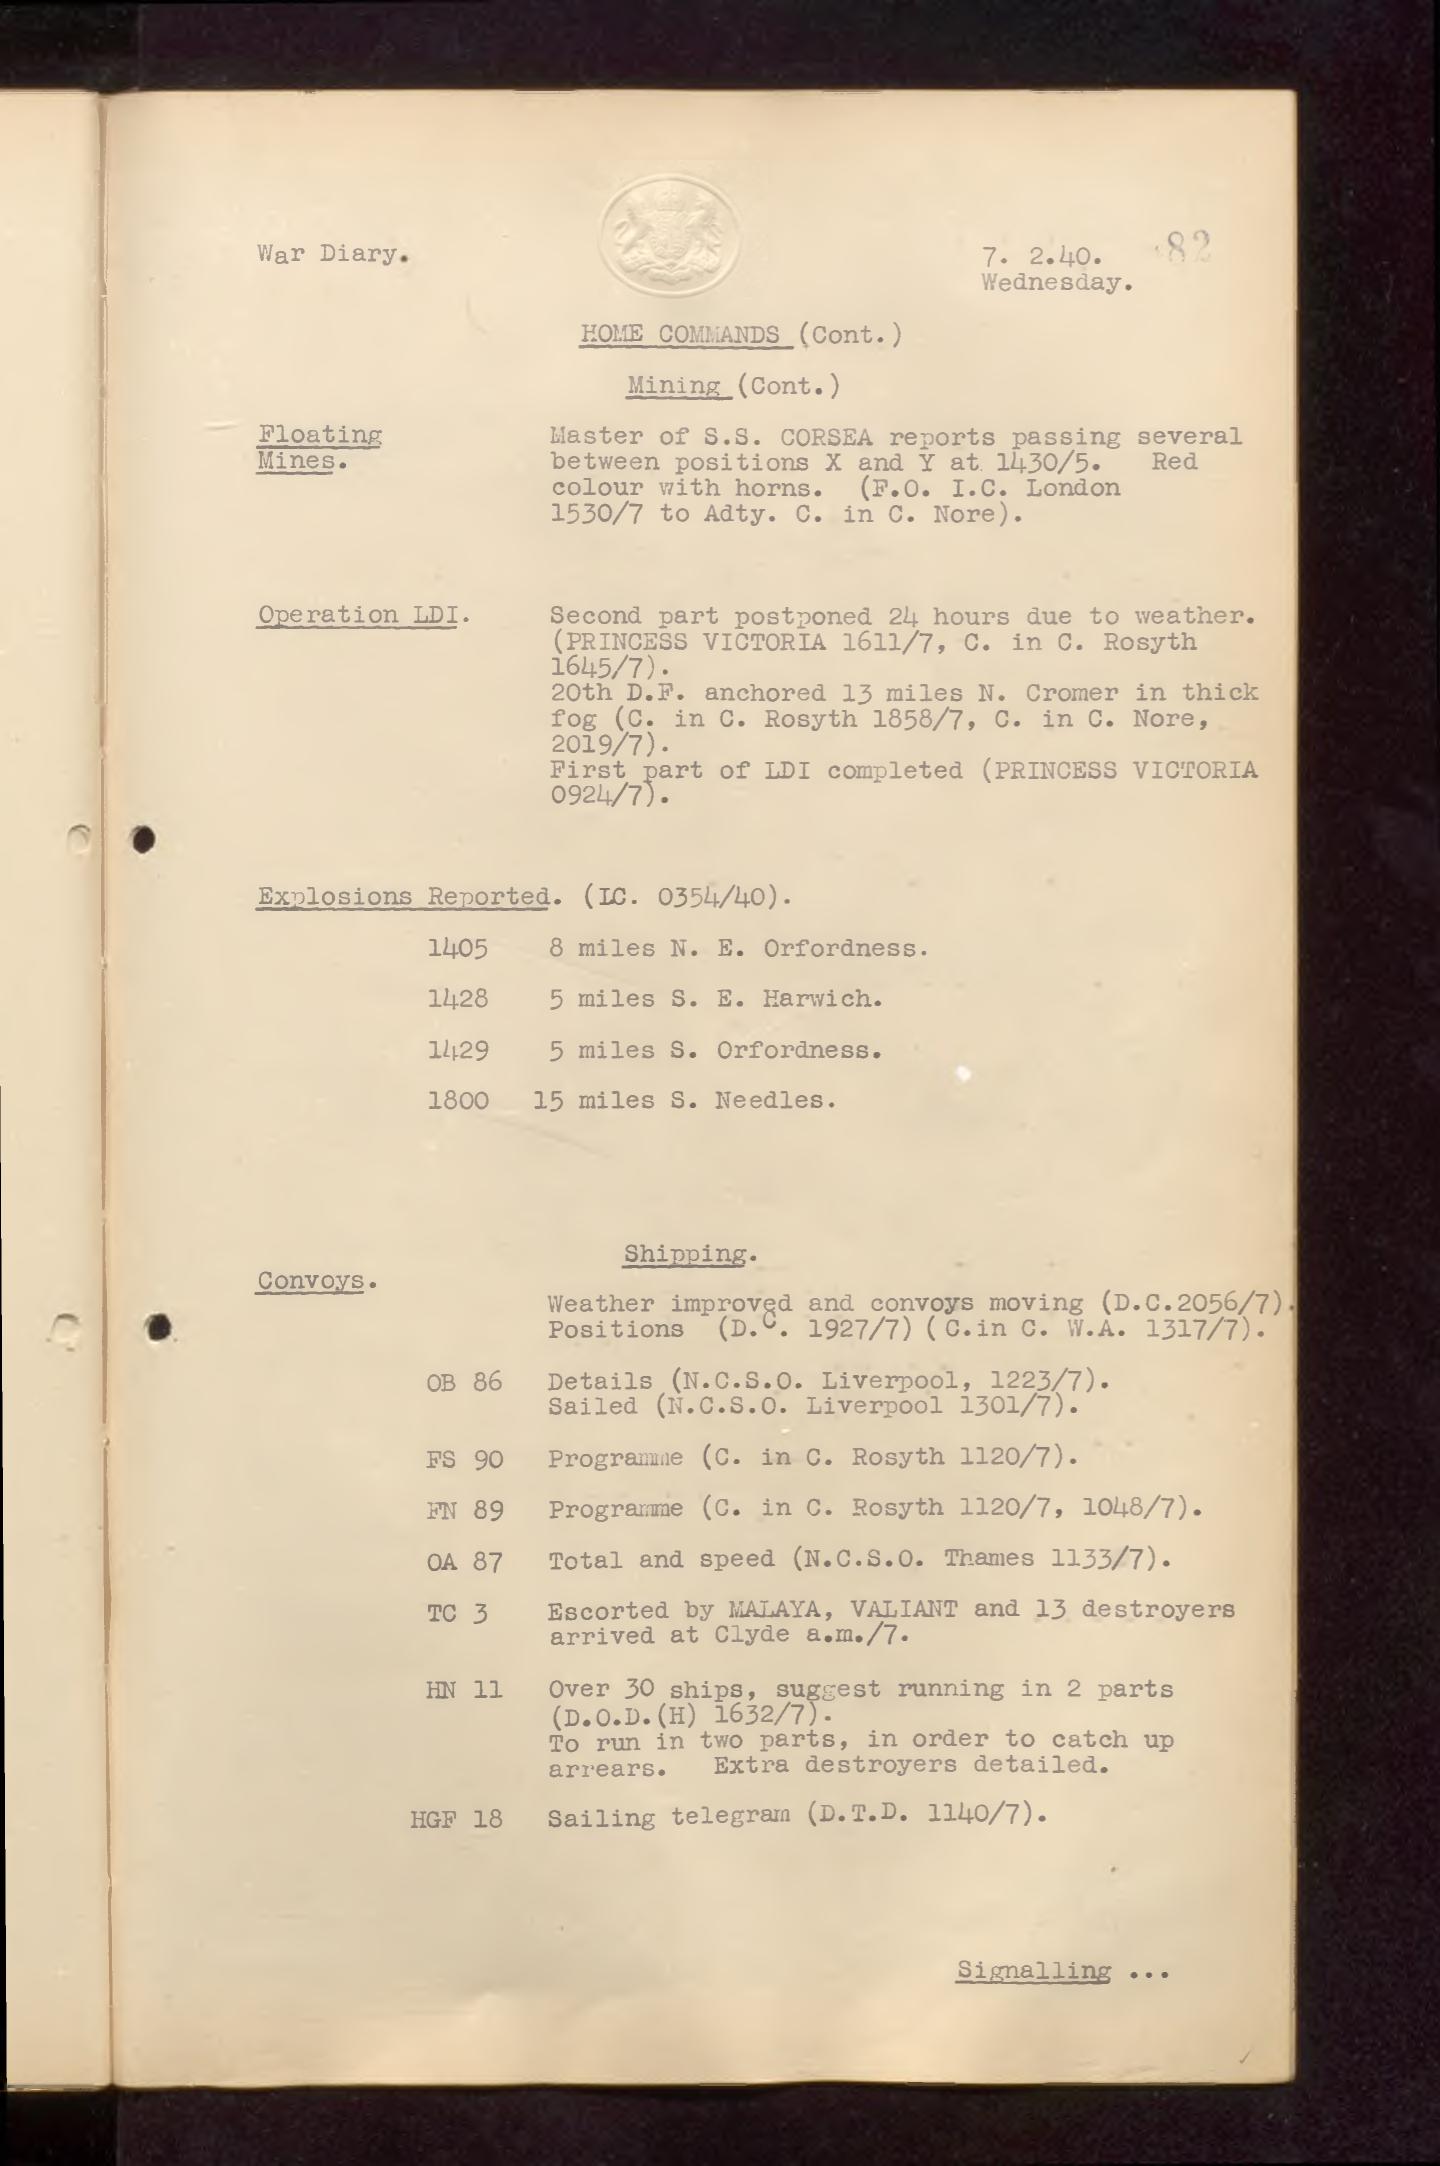 War Diary.
7. 2.40. 82
Wednesday.
HOME COMMANDS (Cont.)
Mining (Cont.)
Floating
Mines.
Master of S.S. CORSEA reports passing several
between positions X and Y at 1430/5. Red
colour with horns. (F.O. I.C. London
1530/7 to Adty. C. in C. Nore).
Operation LDI.
Second part postponed 24 hours due to weather.
(PRINCESS VICTORIA 1611/7, C. in C. Rosyth
1645/7).
20th D.F. anchored 13 miles N. Cromer in thick
fog (C. in C. Rosyth 1858/7, C. in C. Nore,
2019/7).
First part of LDI completed (PRINCESS VICTORIA
0924/7).
Explosions Reported. (IC. 0354/40).
1405 8 miles N. E. Orfordness.
1428 5 miles S. E. Harwich.
1429 5 miles S. Orfordness.
1800 15 miles S. Needles.
Shipping.
Convoys.
Weather improved and convoys moving (D.C.2056/7).
Positions (D.C. 1927/7) (C.in C. W.A. 1317/7).
OB 86 Details (N.C.S.O. Liverpool, 1223/7).
Sailed (N.C.S.O. Liverpool 1301/7).
FS 90 Programme (C. in C. Rosyth 1120/7).
FN 89 Programme (C. in C. Rosyth 1120/7, 1048/7).
OA 87 Total and speed (N.C.S.O. Thames 1133/7).
TC 3 Escorted by MALAYA, VALIANT and 13 destroyers
arrived at Clyde a.m./7.
HN 11 Over 30 ships, suggest running in 2 parts
(D.O.D.(H) 1632/7).
To run in two parts, in order to catch up
arrears. Extra destroyers detailed.
HGF 18 Sailing telegram (D.T.D. 1140/7).
Signalling ...